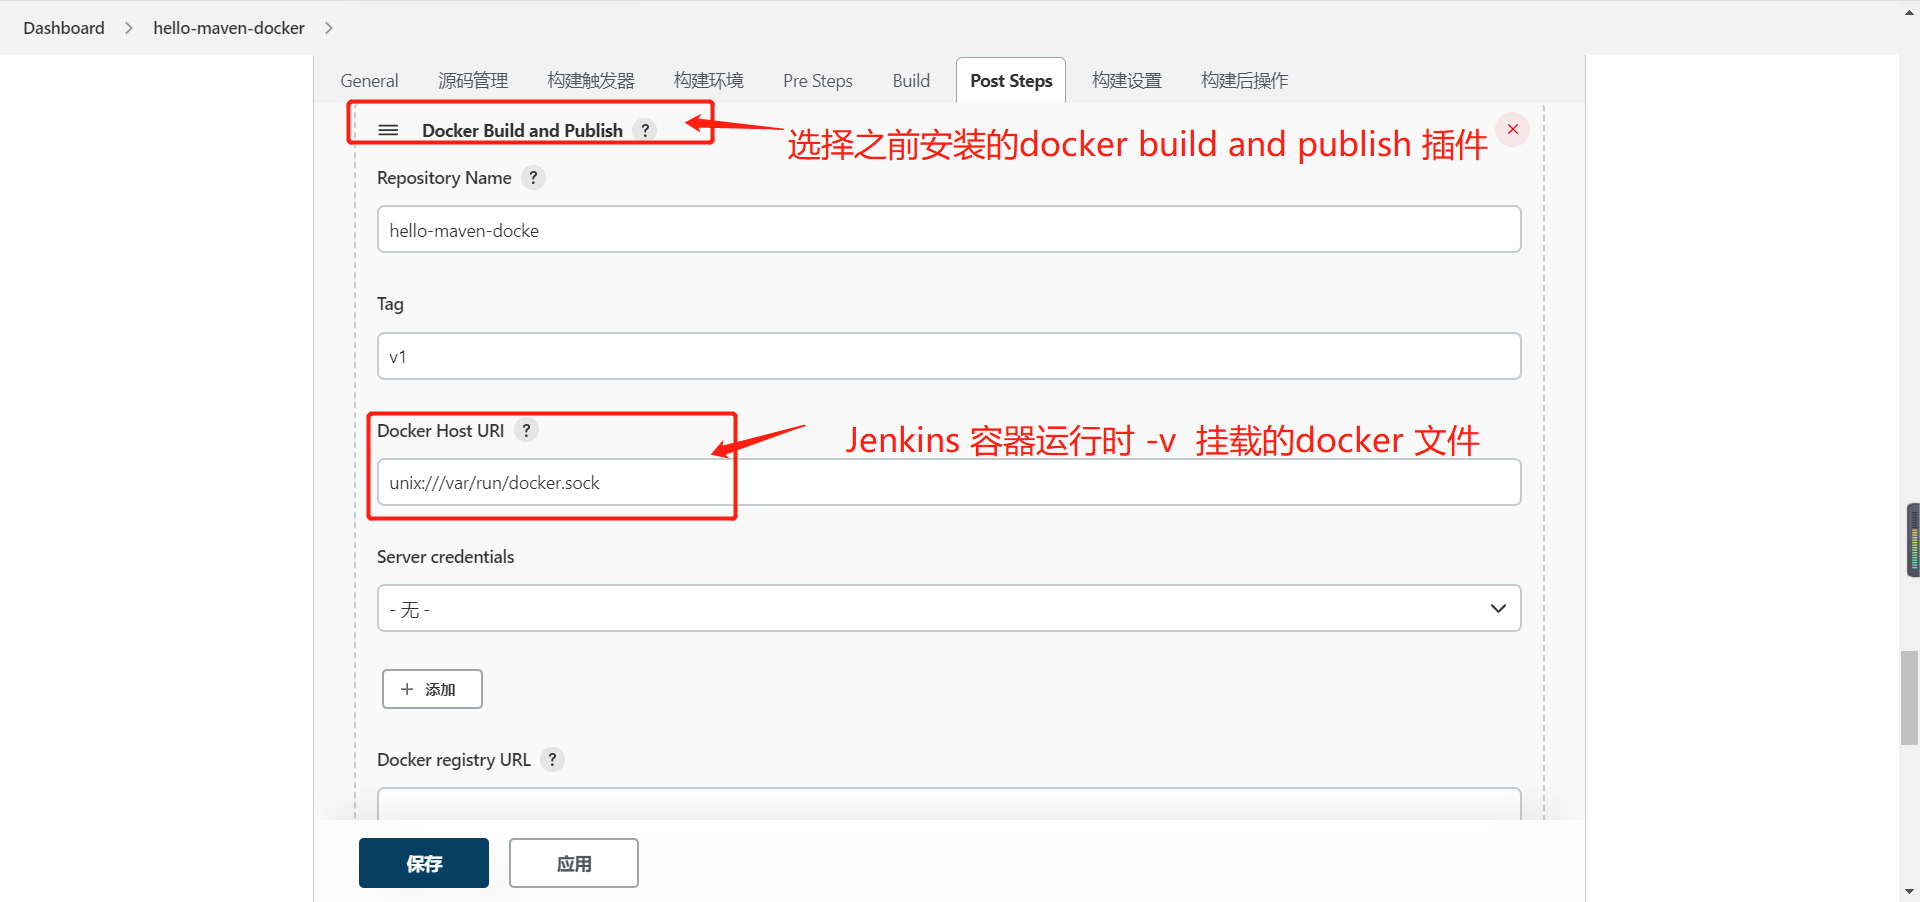 Dashboard > hello-maven-docker >
General 源码管理 构建触发器 构建环境 Pre Steps Build Post Steps 构建设置 构建后操作
Docker Build and Publish ?
选择之前安装的docker build and publish 插件
Repository Name ?
hello-maven-docke
Tag
v1
Docker Host URI ?
Jenkins 容器运行时 -v 挂载的docker 文件
unix:///var/run/docker.sock
Server credentials
- 无 -
+ 添加
Docker registry URL ?
保存 应用